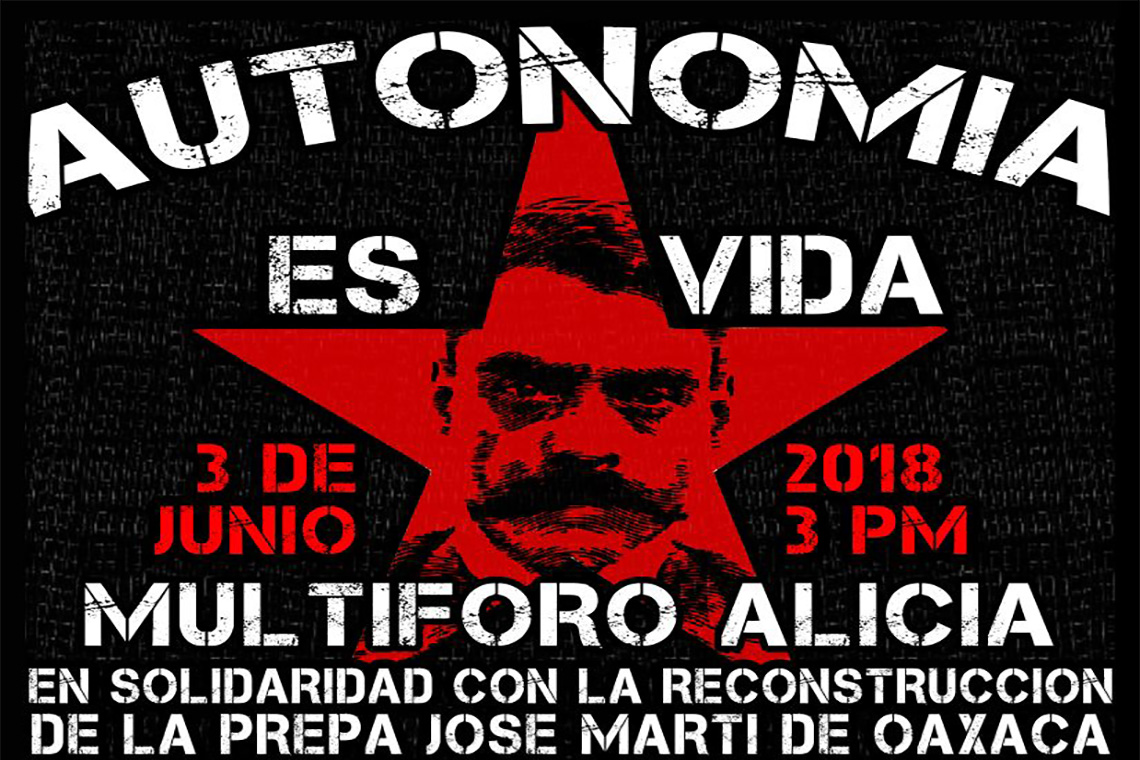 AUTONOMIA
ES VIDA
3 DE JUNIO
2018 3 PM
MULTIFORO ALICIA
EN SOLIDARIDAD CON LA RECONSTRUCCION
DE LA PREPA JOSE MARTI DE OAXACA